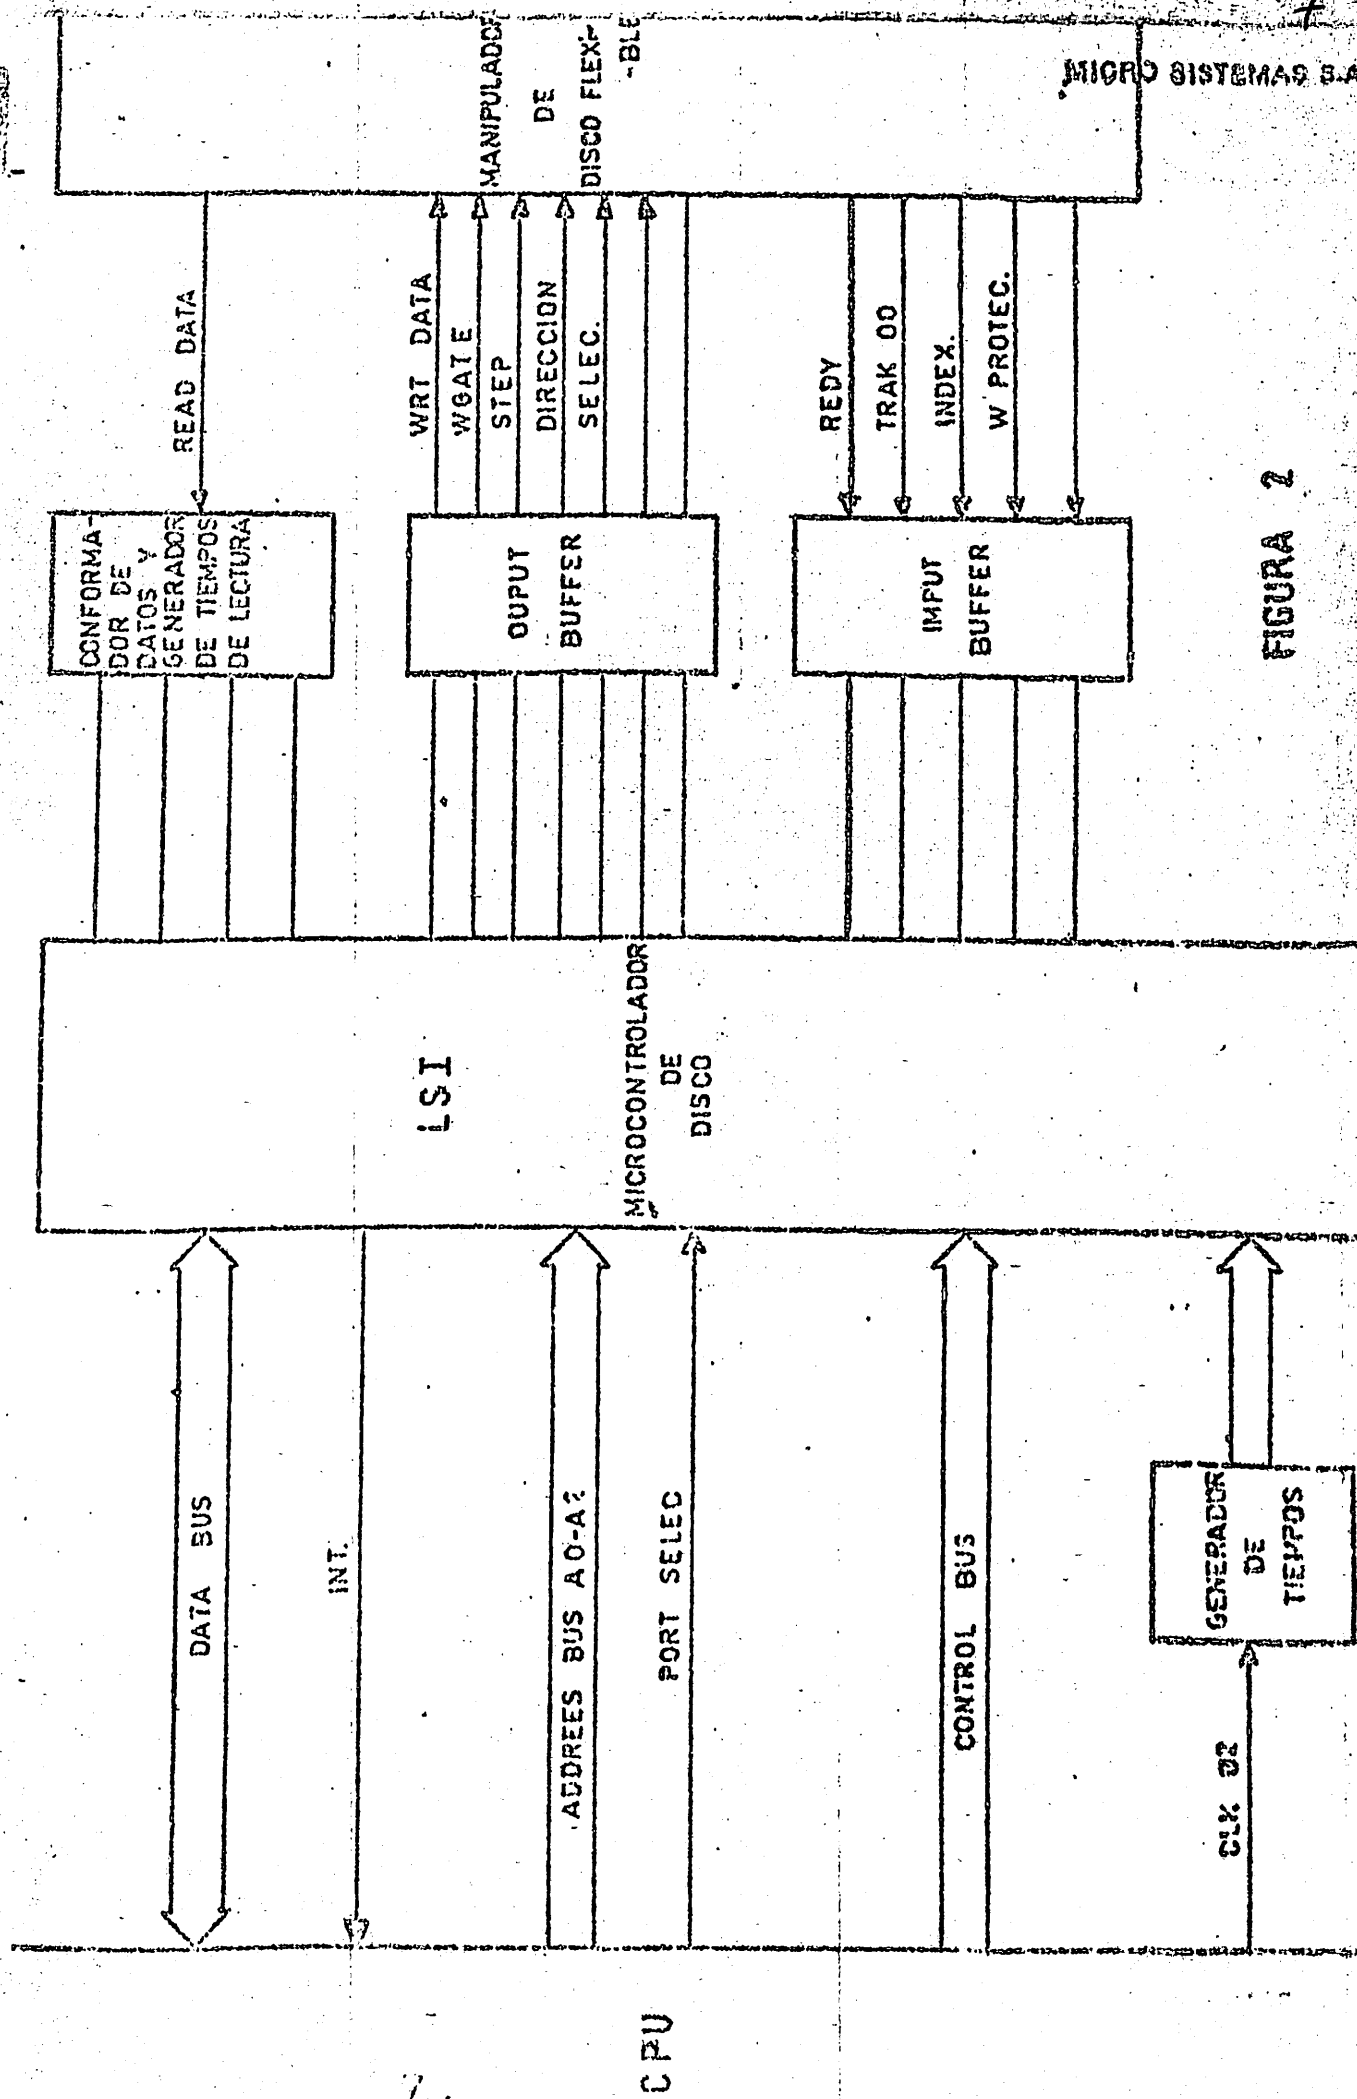 MICRO SISTEMAS S.A
CPU
DATA BUS
INT.
ADDREES BUS A0-A2
PORT SELEC
CONTROL BUS
CLK
GENERADOR
DE
TIEMPOS
LSI
MICROCONTROLADOR
DE
DISCO
CONFORMA-
DOR DE
DATOS Y
GENERADOR
DE TIEMPOS
DE LECTURA
OUPUT
BUFFER
IMPUT
BUFFER
READ DATA
WRT DATA
WGATE
STEP
DIRECCION
SELEC.
REDY
TRAK 00
INDEX.
W PROTEC.
MANIPULADOR
DE
DISCO FLEXI-
-BLE
FIGURA 2